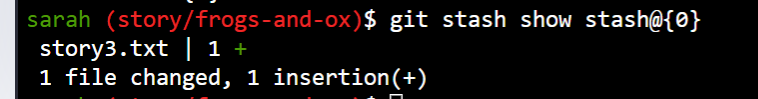 sarah (story/frogs-and-ox)$ git stash show stash@{0}
story3.txt | 1 +
1 file changed, 1 insertion(+)